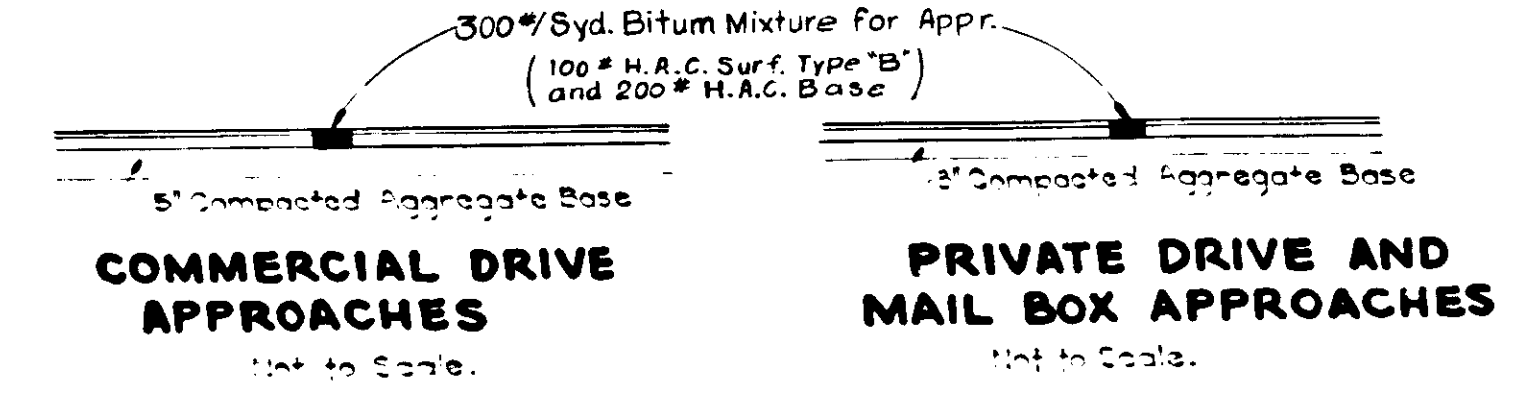 300#/Syd. Bitum Mixture for Appr.
( 100 # H.A.C. Surf. Type "B" )
and 200 # H.A.C. Base
5" Compacted Aggregate Base
3" Compacted Aggregate Base
COMMERCIAL DRIVE
APPROACHES
Not to Scale.
PRIVATE DRIVE AND
MAIL BOX APPROACHES
Not to Scale.